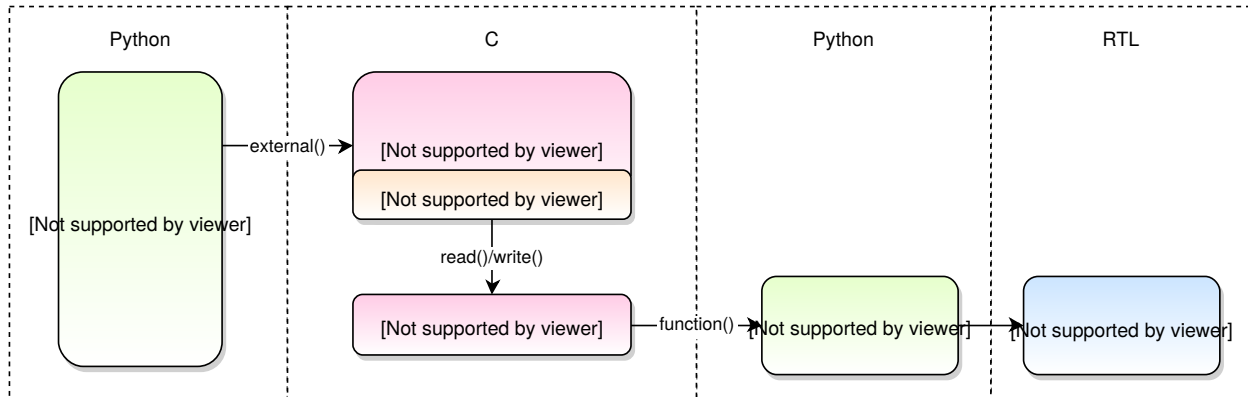 Python
C
Python
RTL
[Not supported by viewer]
external()
[Not supported by viewer]
[Not supported by viewer]
read()/write()
[Not supported by viewer]
function()
[Not supported by viewer]
[Not supported by viewer]